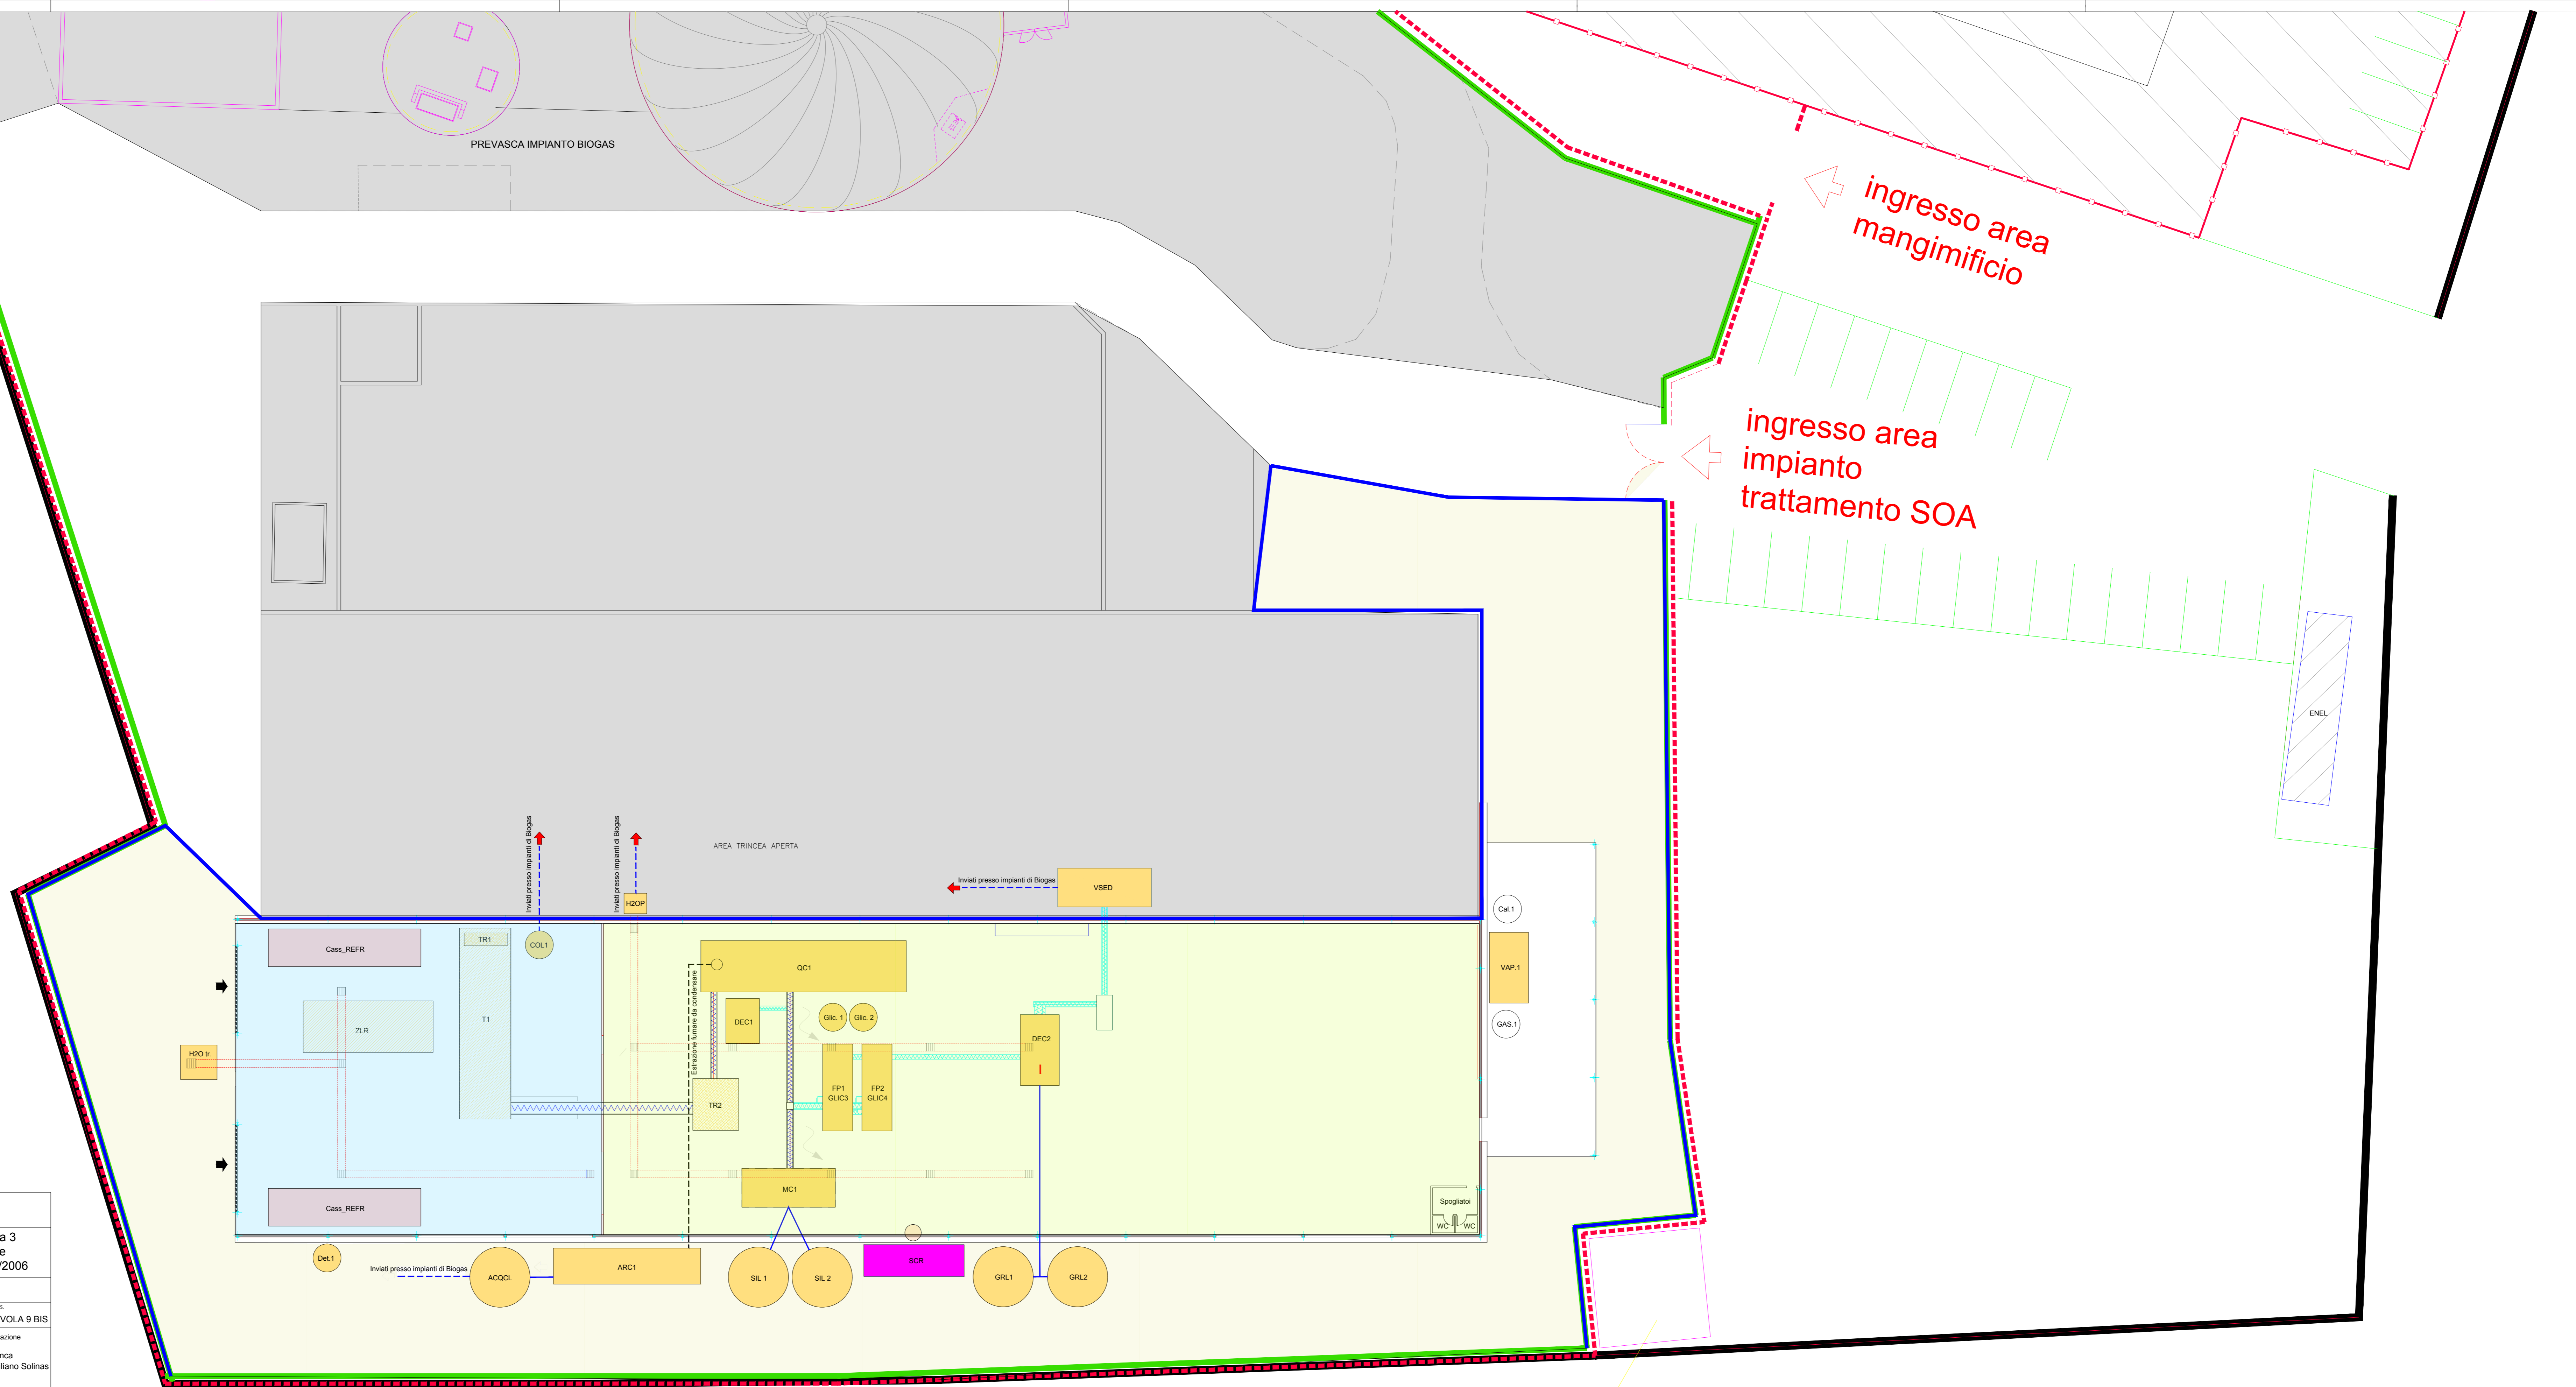 PREVASCA IMPIANTO BIOGAS
ingresso area
mangimificio
ingresso area
impianto
trattamento SOA
ENEL
Inviati presso impianti di Biogas
Inviati presso impianti di Biogas
AREA TRINCEA APERTA
Inviati presso impianti di Biogas
VSED
H2OP
Cal.1
VAP.1
GAS.1
Cass_REFR
TR1
COL1
QC1
Estrazione fumare da condensare
ZLR
T1
DEC1
Glic. 1
Glic. 2
DEC2
H2O tr.
FP1
GLIC3
FP2
GLIC4
TR2
MC1
Cass_REFR
Spogliatoi
WC
WC
Det.1
Inviati presso impianti di Biogas
ACQCL
ARC1
SIL 1
SIL 2
SCR
GRL1
GRL2
a 3
e
/2006
s.
VOLA 9 BIS
azione
nca
liano Solinas